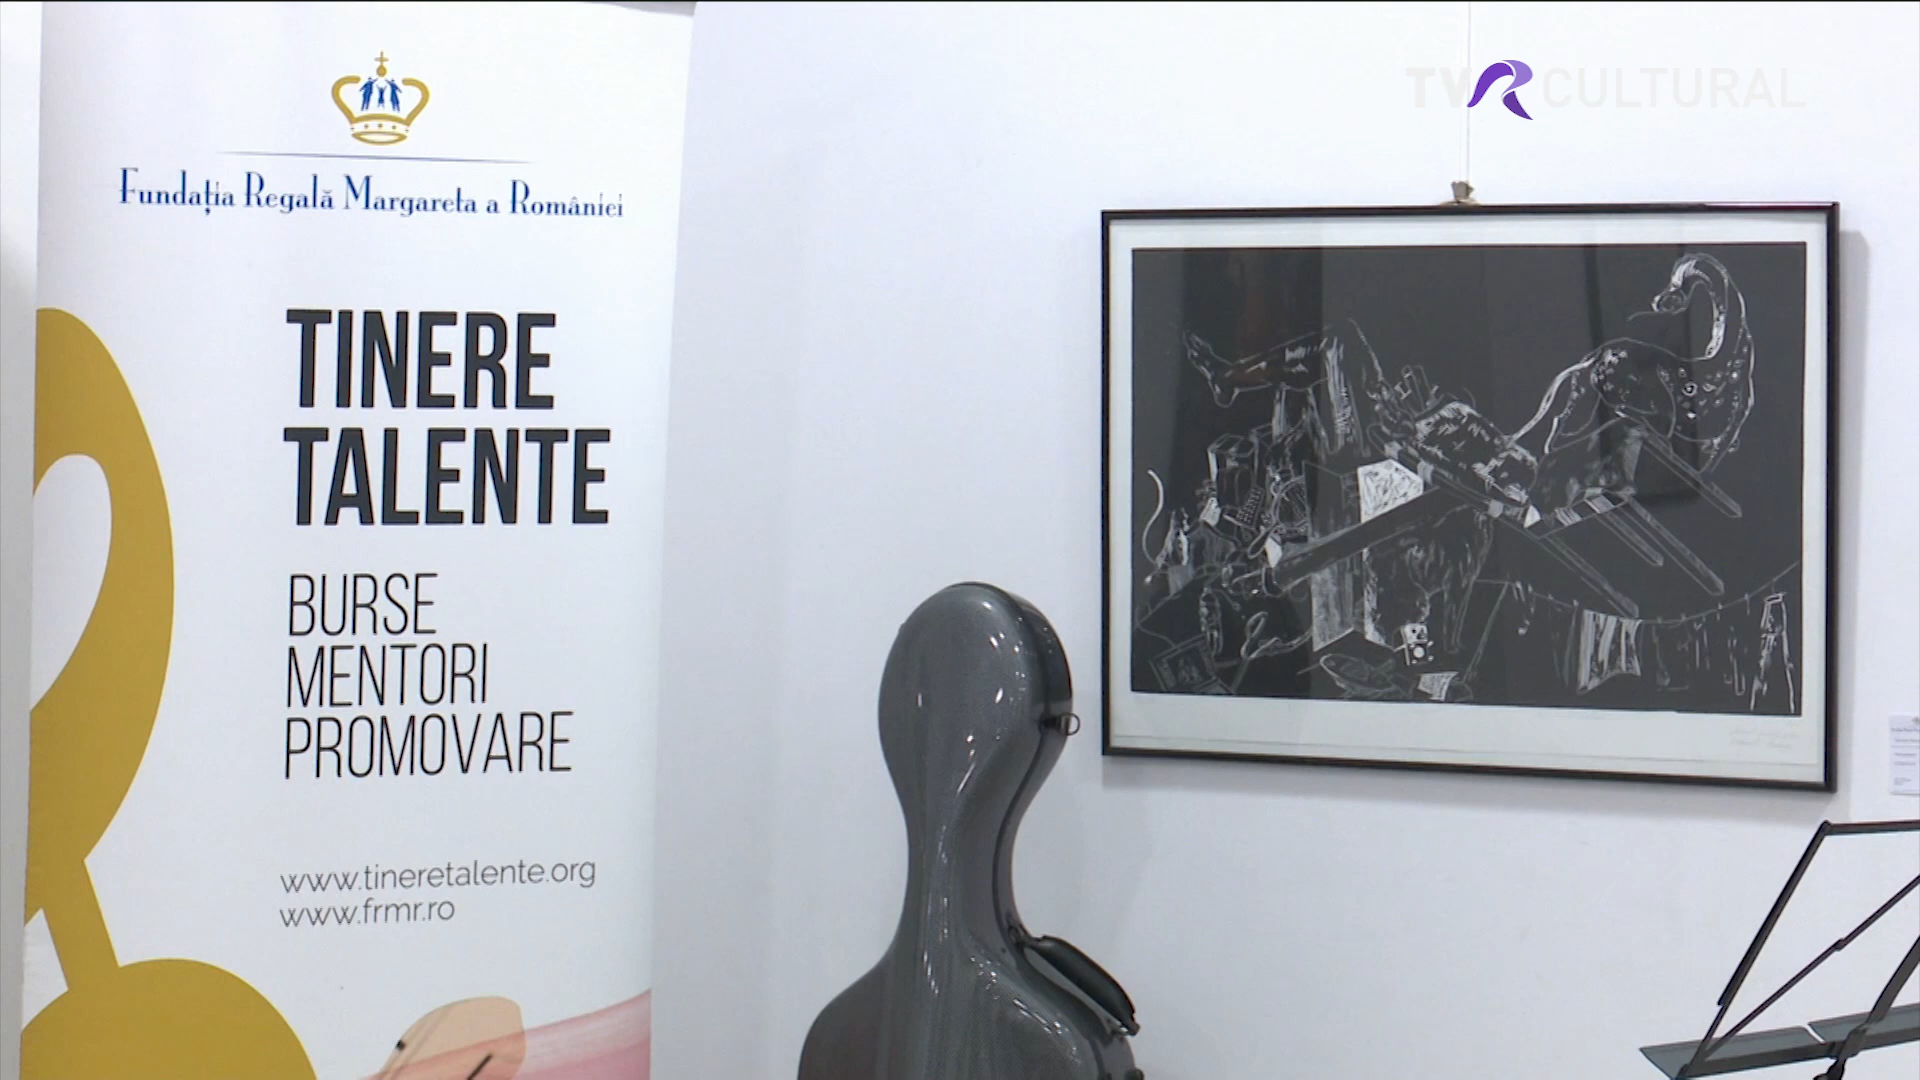 TVR CULTURAL
Fundația Regală Margareta a României
TINERE
TALENTE
BURSE
MENTORI
PROMOVARE
www.tineretalente.org
www.frmr.ro